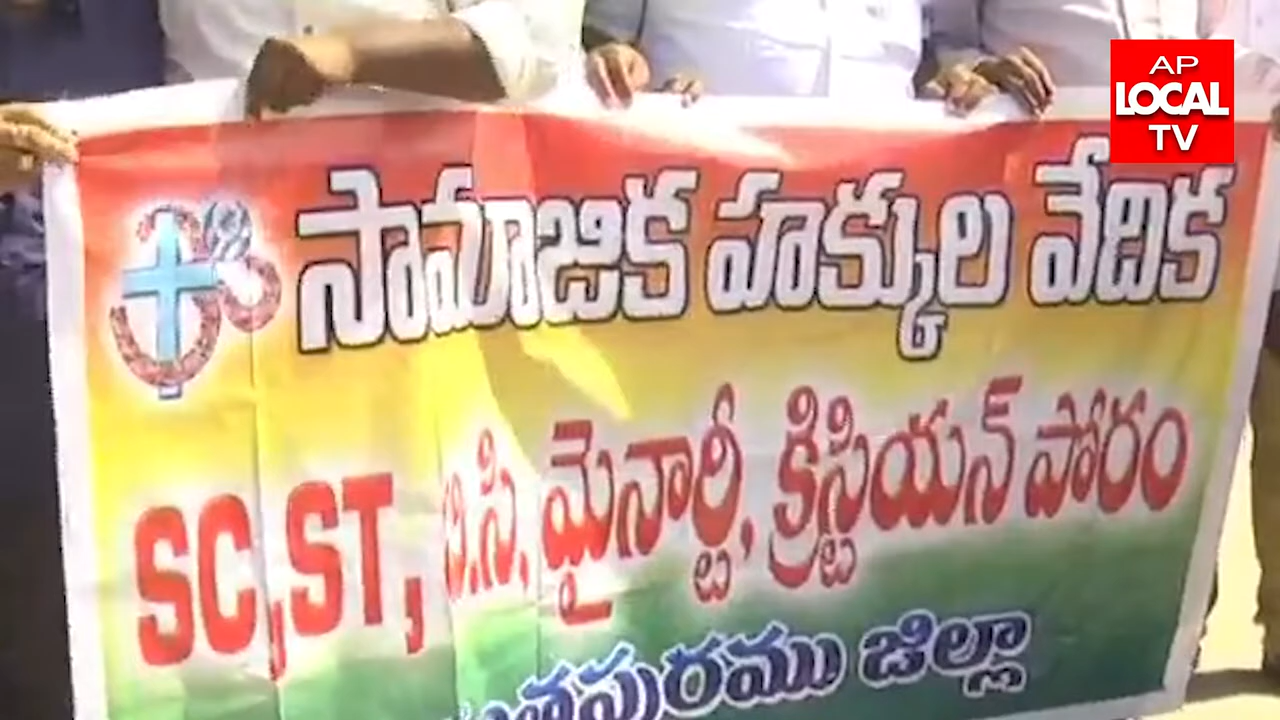 AP
LOCAL
TV
సామాజిక హక్కుల వేదిక
SC,ST, బి.సి, మైనార్టీ, క్రిస్టియన్ పోరం
జిల్లా